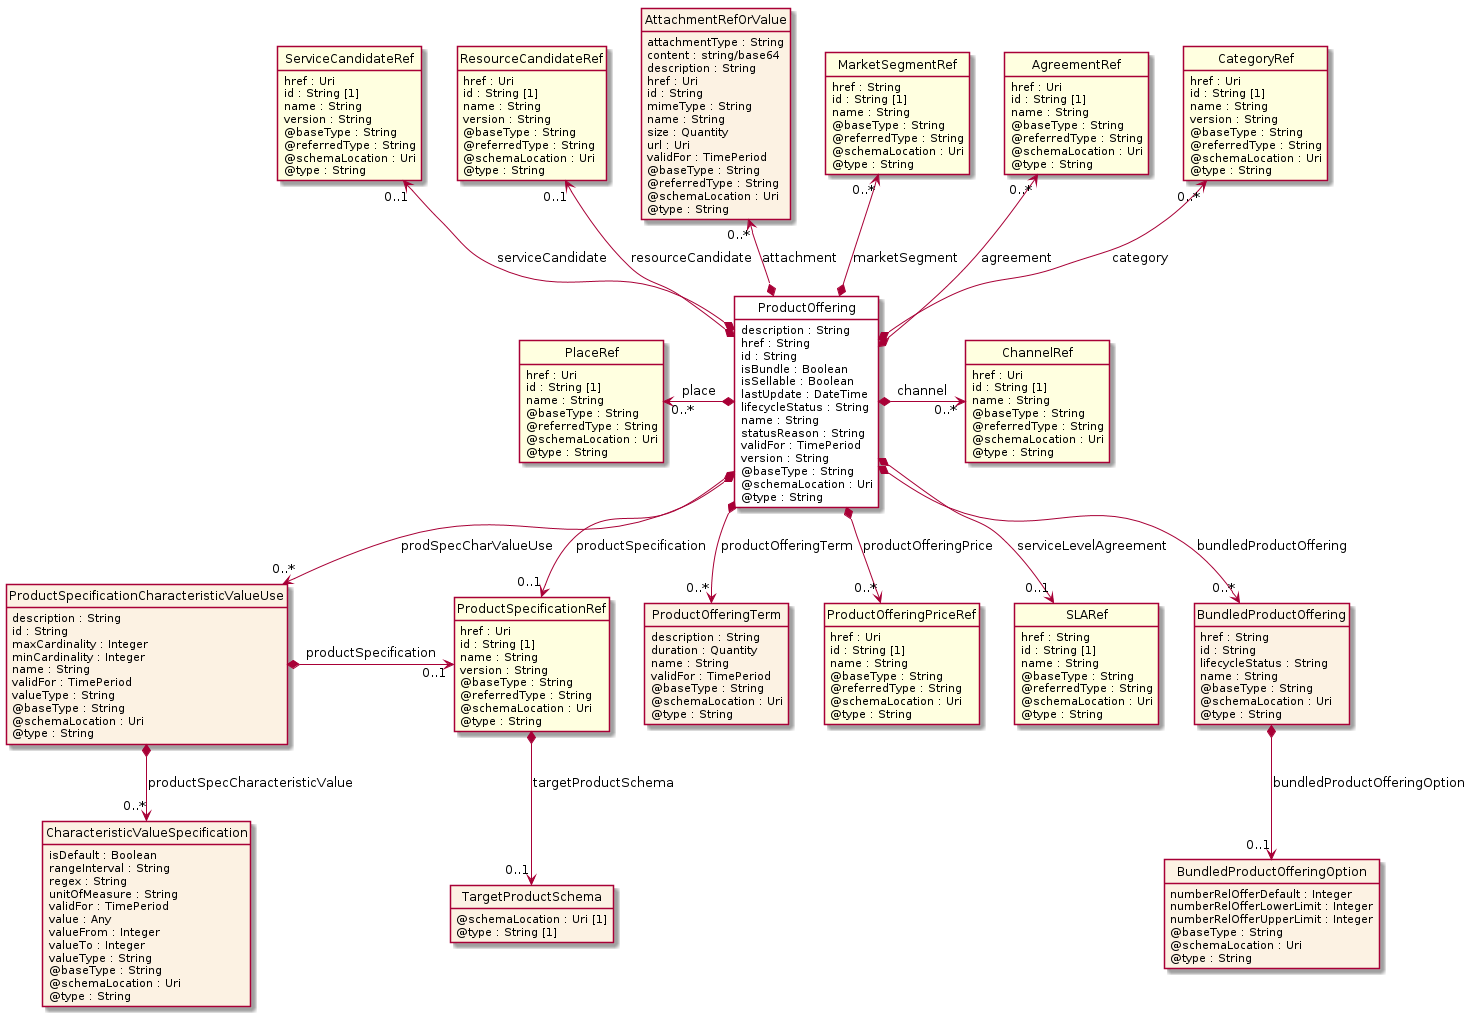 ServiceCandidateRef
href : Uri
id : String [1]
name : String
version : String
@baseType : String
@referredType : String
@schemaLocation : Uri
@type : String
ResourceCandidateRef
href : Uri
id : String [1]
name : String
version : String
@baseType : String
@referredType : String
@schemaLocation : Uri
@type : String
AttachmentRefOrValue
attachmentType : String
content : string/base64
description : String
href : Uri
id : String
mimeType : String
name : String
size : Quantity
url : Uri
validFor : TimePeriod
@baseType : String
@referredType : String
@schemaLocation : Uri
@type : String
MarketSegmentRef
href : String
id : String [1]
name : String
@baseType : String
@referredType : String
@schemaLocation : Uri
@type : String
AgreementRef
href : Uri
id : String [1]
name : String
@baseType : String
@referredType : String
@schemaLocation : Uri
@type : String
CategoryRef
href : Uri
id : String [1]
name : String
version : String
@baseType : String
@referredType : String
@schemaLocation : Uri
@type : String
0..1
0..1
0..*
0..*
0..*
0..*
serviceCandidate
resourceCandidate
attachment
marketSegment
agreement
category
PlaceRef
href : Uri
id : String [1]
name : String
@baseType : String
@referredType : String
@schemaLocation : Uri
@type : String
place
0..*
ProductOffering
description : String
href : String
id : String
isBundle : Boolean
isSellable : Boolean
lastUpdate : DateTime
lifecycleStatus : String
name : String
statusReason : String
validFor : TimePeriod
version : String
@baseType : String
@schemaLocation : Uri
@type : String
channel
0..*
ChannelRef
href : Uri
id : String [1]
name : String
@baseType : String
@referredType : String
@schemaLocation : Uri
@type : String
prodSpecCharValueUse
productSpecification
productOfferingTerm
productOfferingPrice
serviceLevelAgreement
bundledProductOffering
0..*
0..1
0..*
0..*
0..1
0..*
ProductSpecificationCharacteristicValueUse
description : String
id : String
maxCardinality : Integer
minCardinality : Integer
name : String
validFor : TimePeriod
valueType : String
@baseType : String
@schemaLocation : Uri
@type : String
productSpecification
0..1
ProductSpecificationRef
href : Uri
id : String [1]
name : String
version : String
@baseType : String
@referredType : String
@schemaLocation : Uri
@type : String
ProductOfferingTerm
description : String
duration : Quantity
name : String
validFor : TimePeriod
@baseType : String
@schemaLocation : Uri
@type : String
ProductOfferingPriceRef
href : Uri
id : String [1]
name : String
@baseType : String
@referredType : String
@schemaLocation : Uri
@type : String
SLARef
href : String
id : String [1]
name : String
@baseType : String
@referredType : String
@schemaLocation : Uri
@type : String
BundledProductOffering
href : String
id : String
lifecycleStatus : String
name : String
@baseType : String
@schemaLocation : Uri
@type : String
productSpecCharacteristicValue
0..*
targetProductSchema
0..1
bundledProductOfferingOption
0..1
CharacteristicValueSpecification
isDefault : Boolean
rangeInterval : String
regex : String
unitOfMeasure : String
validFor : TimePeriod
value : Any
valueFrom : Integer
valueTo : Integer
valueType : String
@baseType : String
@schemaLocation : Uri
@type : String
TargetProductSchema
@schemaLocation : Uri [1]
@type : String [1]
BundledProductOfferingOption
numberRelOfferDefault : Integer
numberRelOfferLowerLimit : Integer
numberRelOfferUpperLimit : Integer
@baseType : String
@schemaLocation : Uri
@type : String